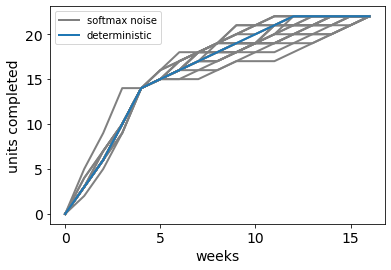 softmax noise
deterministic
units completed
20
15
10
5
0
0
5
10
15
weeks